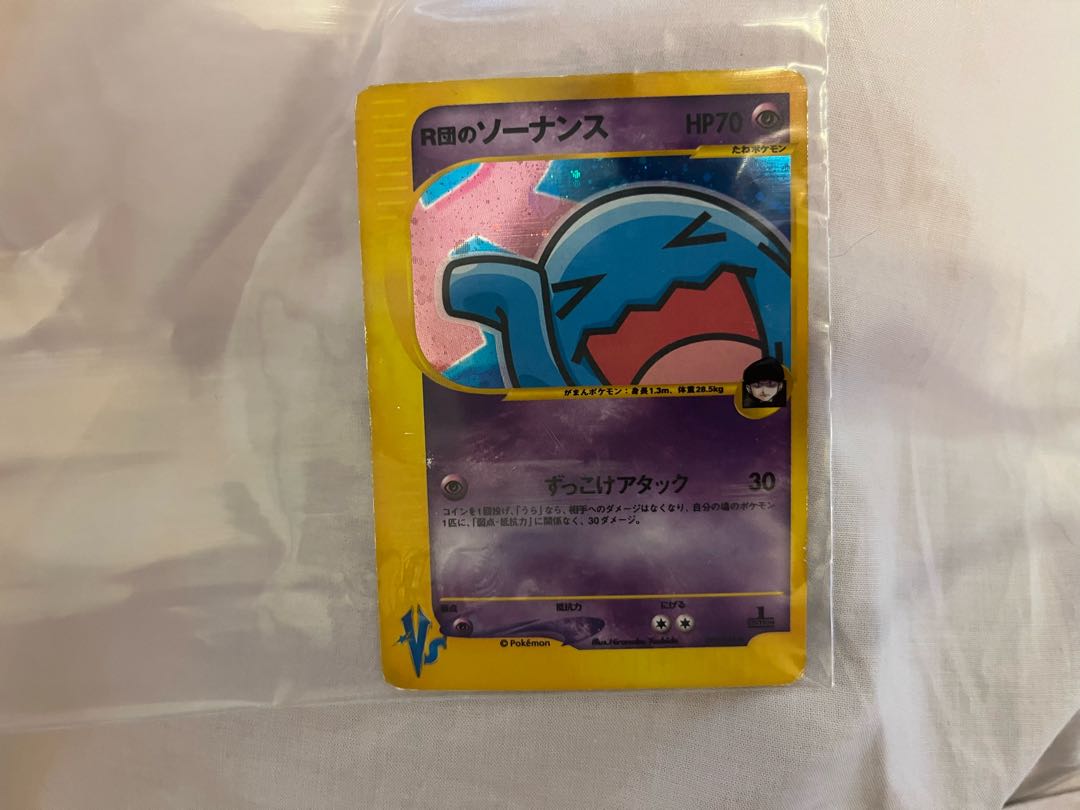 R団のソーナンス HP70
たねポケモン
がまんポケモン：身長1.3m、体重28.5kg
ずっこけアタック 30
コインを1回投げ、「うら」なら、相手へのダメージはなくなり、自分の場のポケモン
1匹に、「弱点・抵抗力」に関係なく、30ダメージ。
弱点 抵抗力 にげる
1
EDITION
VS
©Pokémon
Illus.